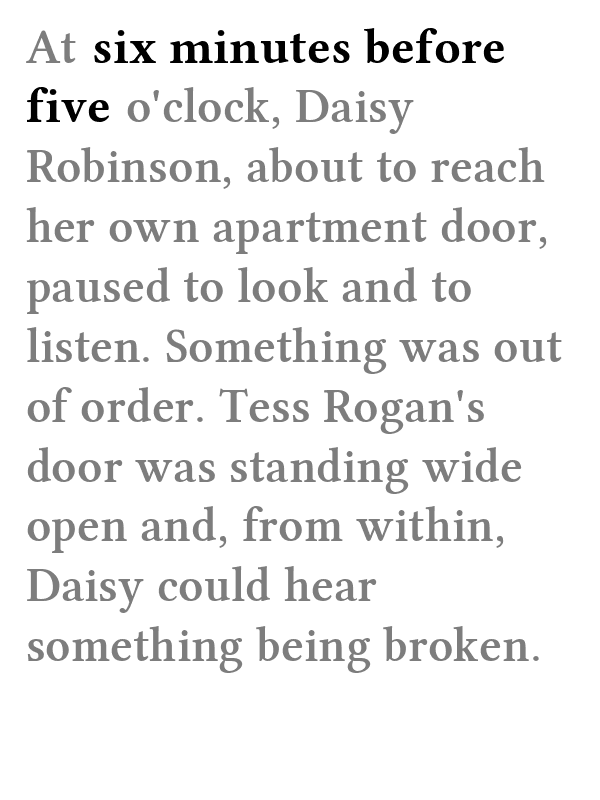 At six minutes before
five o'clock, Daisy
Robinson, about to reach
her own apartment door,
paused to look and to
listen. Something was out
of order. Tess Rogan's
door was standing wide
open and, from within,
Daisy could hear
something being broken.